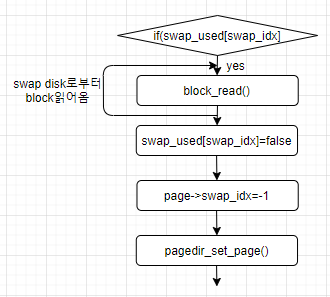 if(swap_used[swap_idx]
yes
swap disk로부터
block읽어옴
block_read()
swap_used[swap_idx]=false
page->swap_idx=-1
pagedir_set_page()